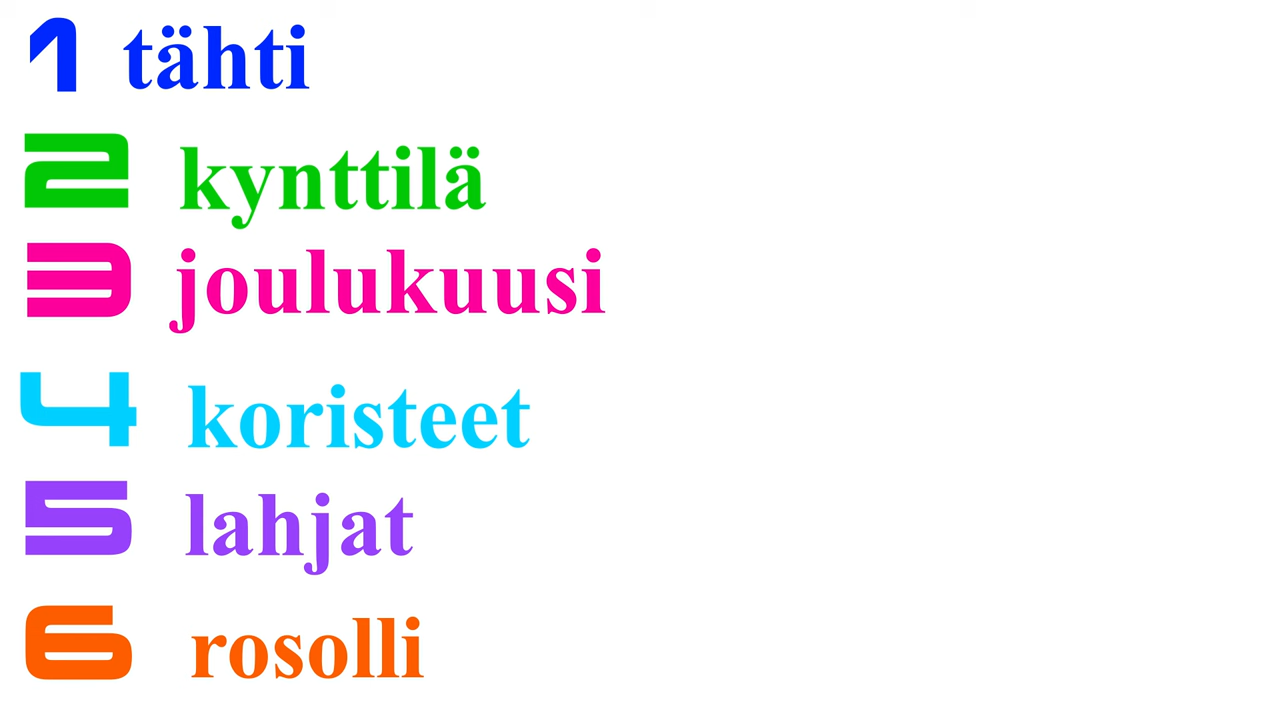 1 tähti
2 kynttilä
3 joulukuusi
4 koristeet
5 lahjat
6 rosolli